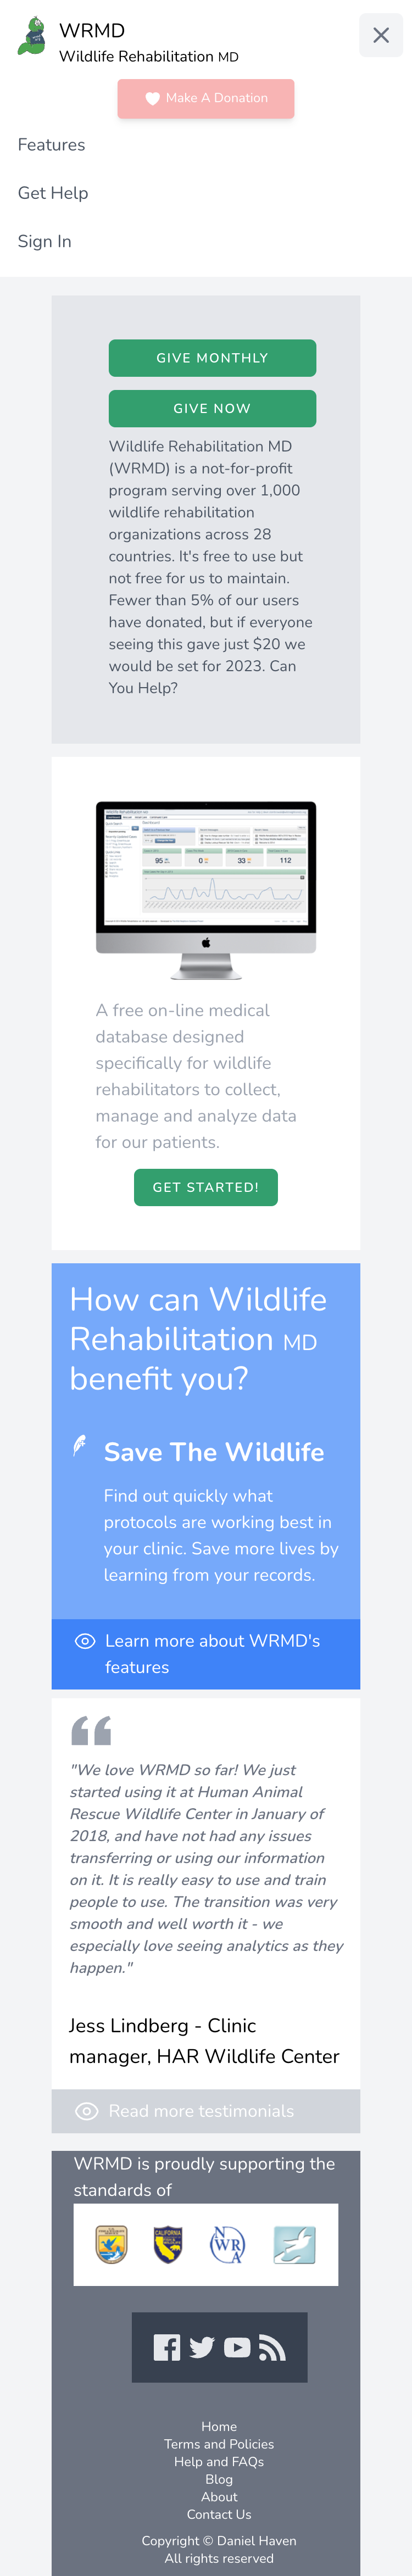 WRMD
Wildlife Rehabilitation MD
Make A Donation
Features
Get Help
Sign In
GIVE MONTHLY
GIVE NOW
Wildlife Rehabilitation MD
(WRMD) is a not-for-profit
program serving over 1,000
wildlife rehabilitation
organizations across 28
countries. It's free to use but
not free for us to maintain.
Fewer than 5% of our users
have donated, but if everyone
seeing this gave just $20 we
would be set for 2023. Can
You Help?
95
0
33
112
A free on-line medical
database designed
specifically for wildlife
rehabilitators to collect,
manage and analyze data
for our patients.
GET STARTED!
How can Wildlife
Rehabilitation MD
benefit you?
Save The Wildlife
Find out quickly what
protocols are working best in
your clinic. Save more lives by
learning from your records.
Learn more about WRMD's
features
"We love WRMD so far! We just
started using it at Human Animal
Rescue Wildlife Center in January of
2018, and have not had any issues
transferring or using our information
on it. It is really easy to use and train
people to use. The transition was very
smooth and well worth it - we
especially love seeing analytics as they
happen."
Jess Lindberg - Clinic
manager, HAR Wildlife Center
Read more testimonials
WRMD is proudly supporting the
standards of
CALIFORNIA
NWRA
Home
Terms and Policies
Help and FAQs
Blog
About
Contact Us
Copyright © Daniel Haven
All rights reserved